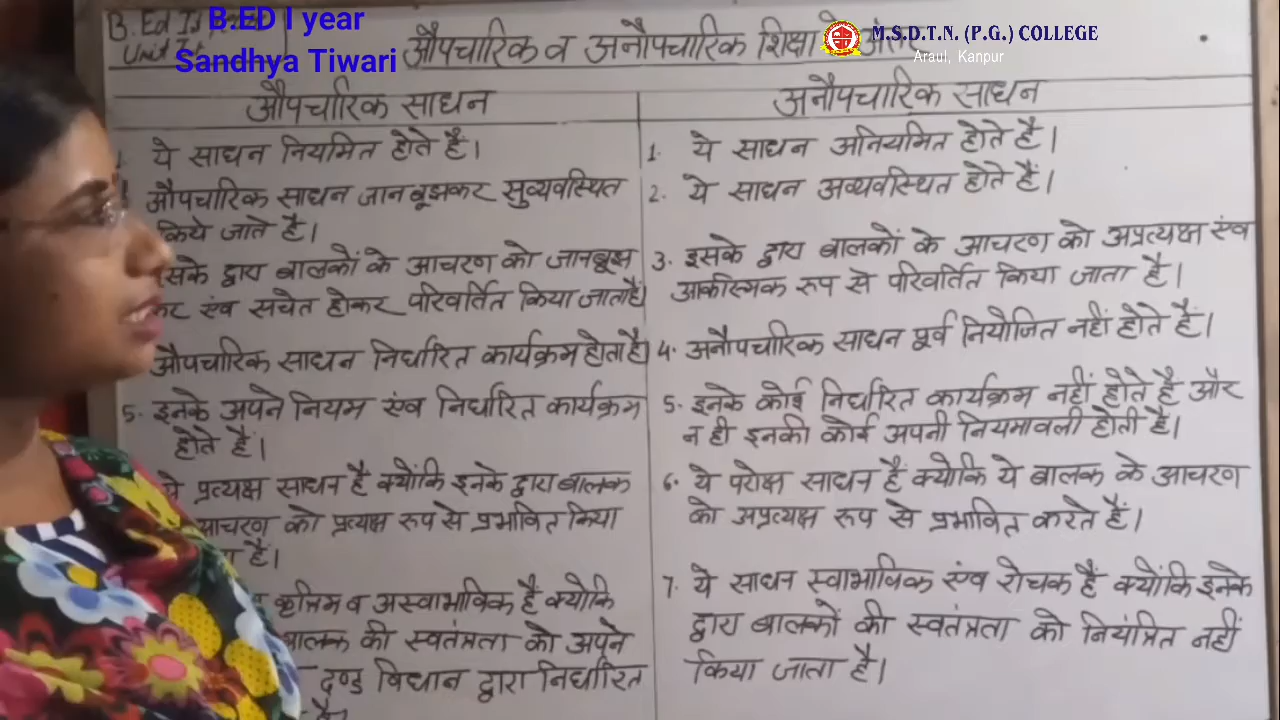 B.Ed Ist
Unit Ist
B.ED I year
Sandhya Tiwari
M.S.D.T.N. (P.G.) COLLEGE
Araul, Kanpur
औपचारिक व अनौपचारिक शिक्षा
औपचारिक साधन
ये साधन नियमित होते हैं।
औपचारिक साधन जानबूझकर सुव्यवस्थित
किये जाते हैं।
सके द्वारा बालकों के आचरण को जानबूझ
कर एंव सचेत होकर परिवर्तित किया जाता है।
औपचारिक साधन निर्धारित कार्यक्रम होता है।
5. इनके अपने नियम एंव निर्धारित कार्यक्रम
होते हैं।
ये प्रत्यक्ष साधन है क्योंकि इनके द्वारा बालक
आचरण को प्रत्यक्ष रूप से प्रभावित किया
है।
कृत्रिम व अस्वाभाविक है क्योकि
बालक की स्वतंत्रता को अपने
दण्ड विधान द्वारा निर्धारित
है।
अनौपचारिक साधन
1. ये साधन अनियमित होते है।
2. ये साधन अव्यवस्थित होते हैं।
3. इसके द्वारा बालकों के आचरण को अप्रत्यक्ष एंव
आकस्मिक रूप से परिवर्तित किया जाता है।
4. अनौपचारिक साधन पूर्व नियोजित नहीं होते है।
5. इनके कोई निर्धारित कार्यक्रम नहीं होते है और
न ही इनकी कोई अपनी नियमावली होती है।
6. ये परोक्ष साधन हैं क्योकि ये बालक के आचरण
को अप्रत्यक्ष रूप से प्रभावित करते हैं।
7. ये साधन स्वाभाविक एंव रोचक हैं क्योंकि इनके
द्वारा बालकों की स्वतंत्रता को नियंत्रित नहीं
किया जाता है।